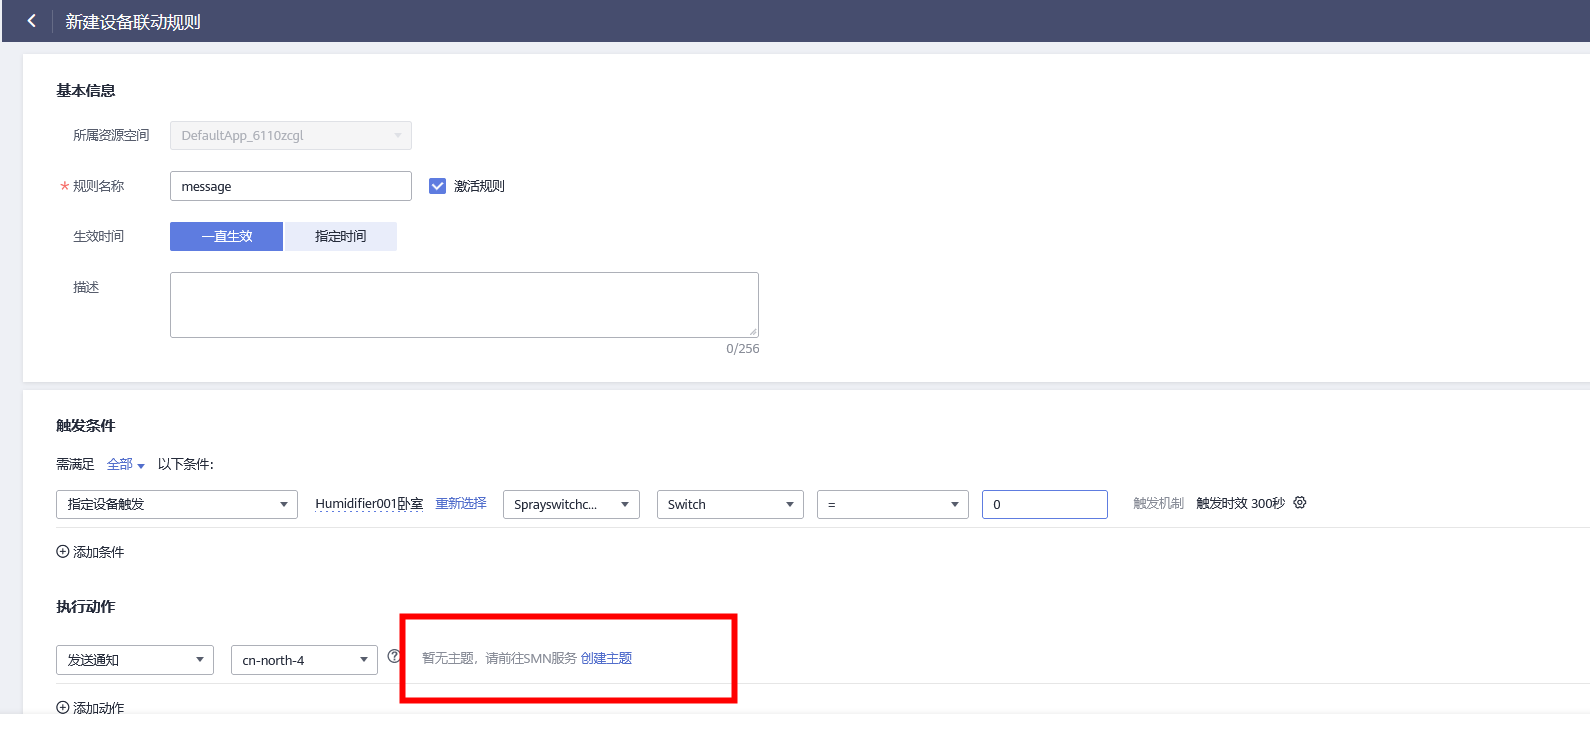 新建设备联动规则
基本信息
所属资源空间 DefaultApp_6110zcgl
* 规则名称 message 激活规则
生效时间 一直生效 指定时间
描述
0/256
触发条件
需满足 全部 以下条件:
指定设备触发 Humidifier001卧室 重新选择 Sprayswitchc... Switch = 0 触发机制 触发时效 300秒
添加条件
执行动作
发送通知 cn-north-4 ? 暂无主题，请前往SMN服务 创建主题
添加动作